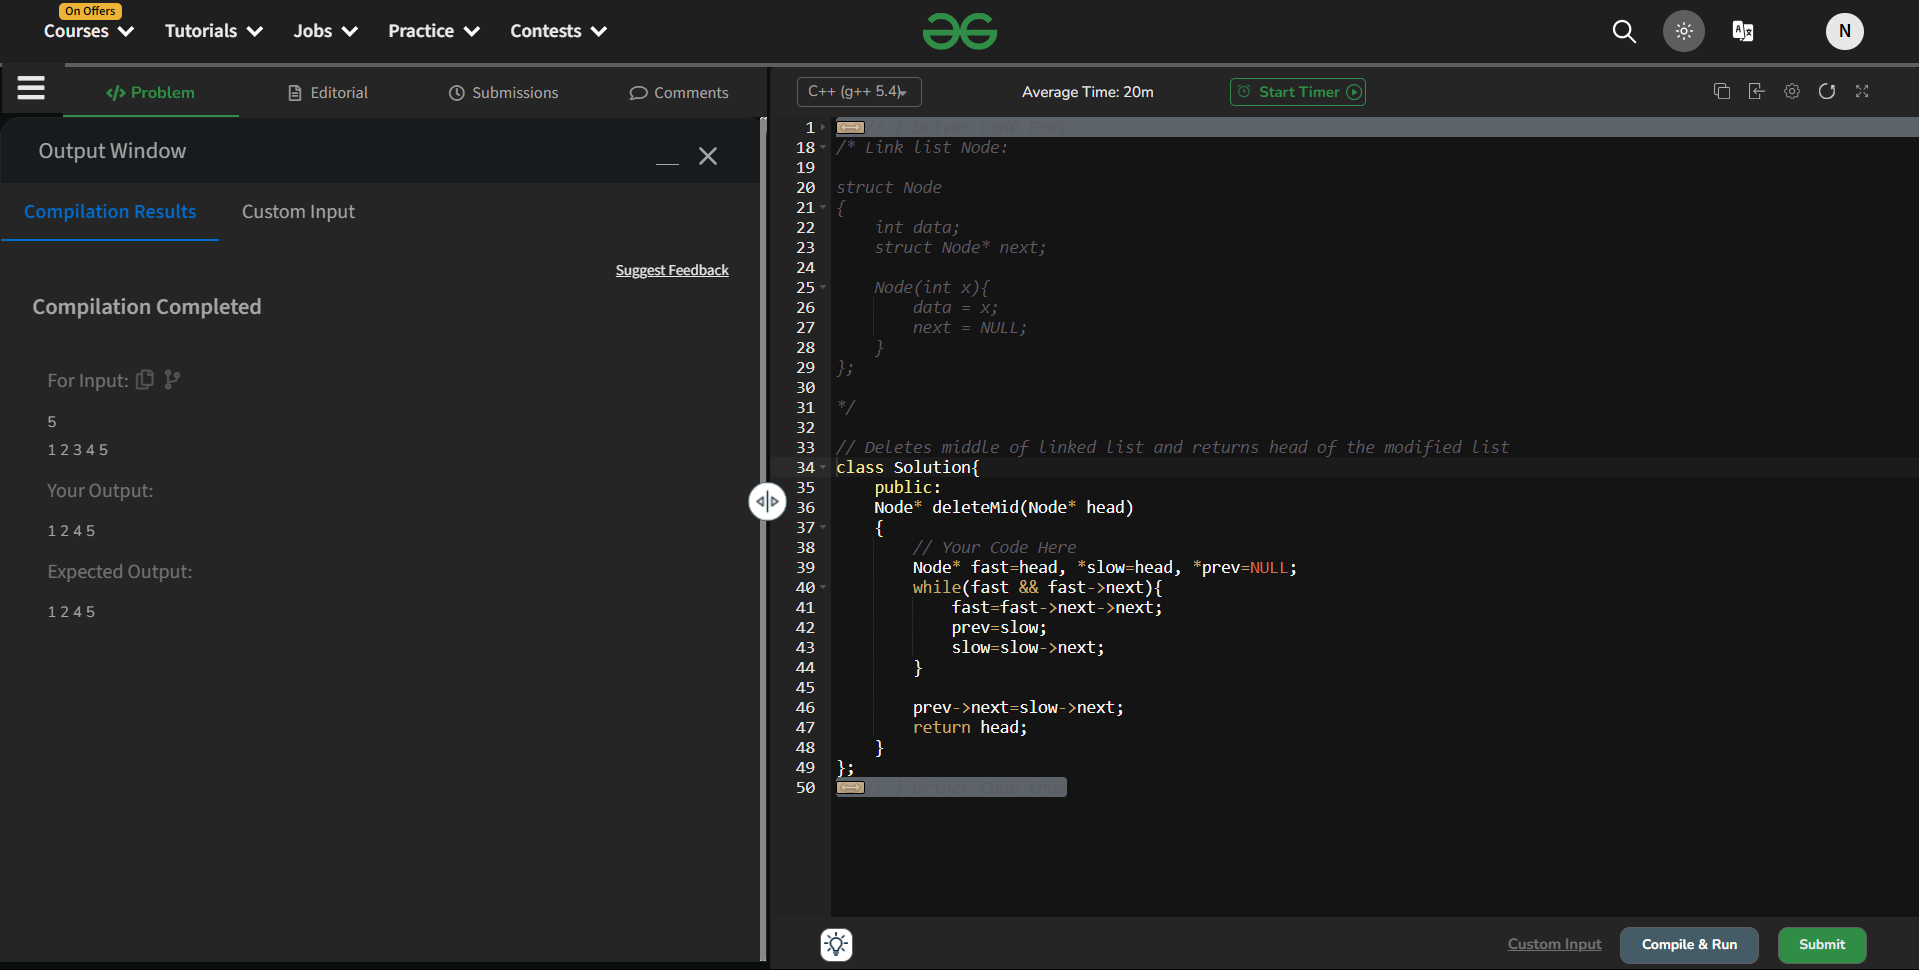 On Offers
Courses Tutorials Jobs Practice Contests
N
Problem Editorial Submissions Comments
Output Window
Compilation Results Custom Input
Suggest Feedback
Compilation Completed
For Input:
5
1 2 3 4 5
Your Output:
1 2 4 5
Expected Output:
1 2 4 5
C++ (g++ 5.4) Average Time: 20m Start Timer
1 // } Driver Code Ends
18 /* Link list Node:
19
20 struct Node
21 {
22     int data;
23     struct Node* next;
24
25     Node(int x){
26         data = x;
27         next = NULL;
28     }
29 };
30
31 */
32
33 // Deletes middle of linked list and returns head of the modified list
34 class Solution{
35     public:
36     Node* deleteMid(Node* head)
37     {
38         // Your Code Here
39         Node* fast=head, *slow=head, *prev=NULL;
40         while(fast && fast->next){
41             fast=fast->next->next;
42             prev=slow;
43             slow=slow->next;
44         }
45
46         prev->next=slow->next;
47         return head;
48     }
49 };
50 // } Driver Code Ends
Custom Input Compile & Run Submit